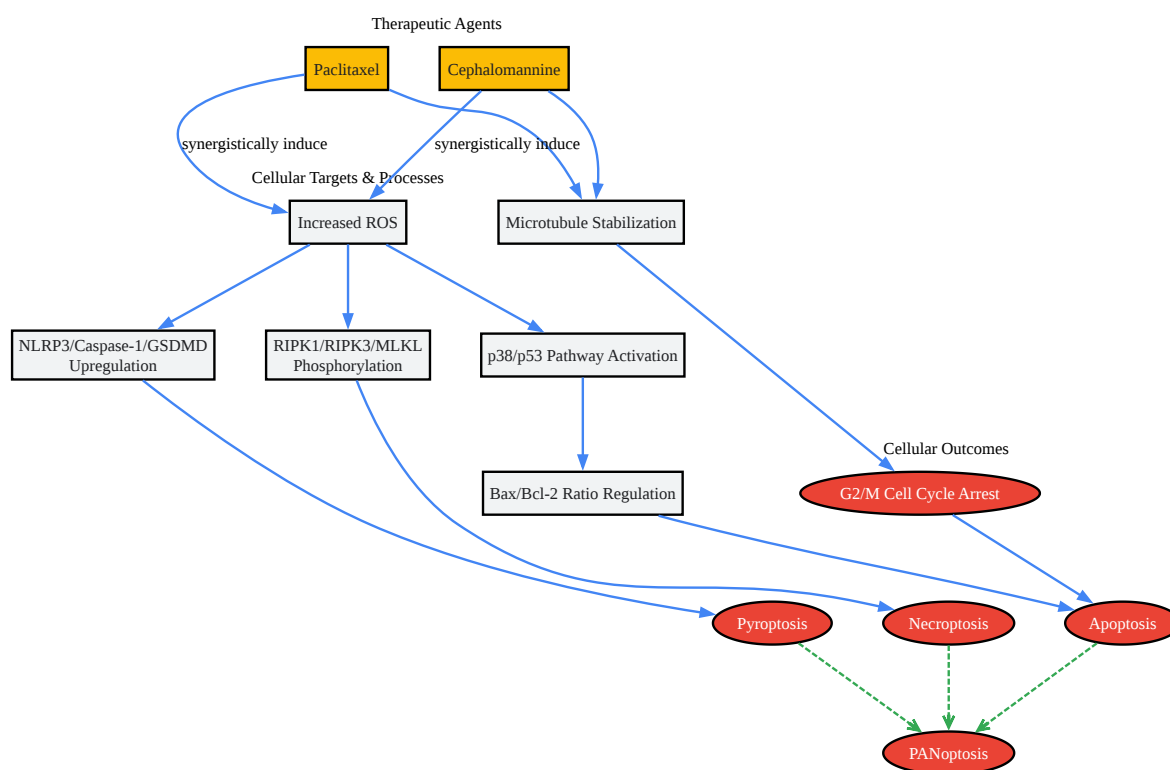 Therapeutic Agents
Paclitaxel
Cephalomannine
synergistically induce
synergistically induce
Cellular Targets & Processes
Increased ROS
Microtubule Stabilization
NLRP3/Caspase-1/GSDMD
Upregulation
RIPK1/RIPK3/MLKL
Phosphorylation
p38/p53 Pathway Activation
Cellular Outcomes
Bax/Bcl-2 Ratio Regulation
G2/M Cell Cycle Arrest
Pyroptosis
Necroptosis
Apoptosis
PANoptosis